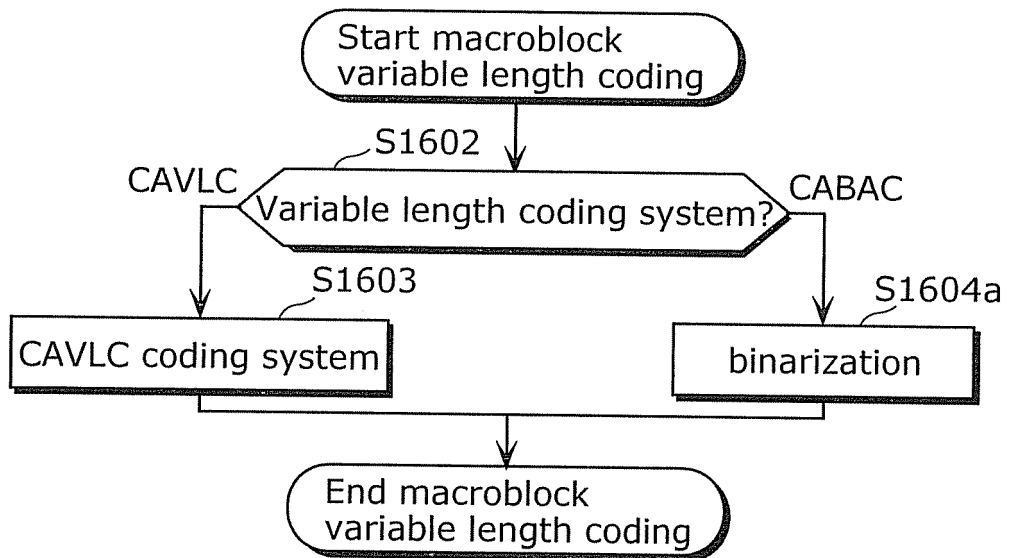 Start macroblock
variable length coding
S1602
CAVLC
CABAC
Variable length coding system?
S1603
S1604a
CAVLC coding system
binarization
End macroblock
variable length coding